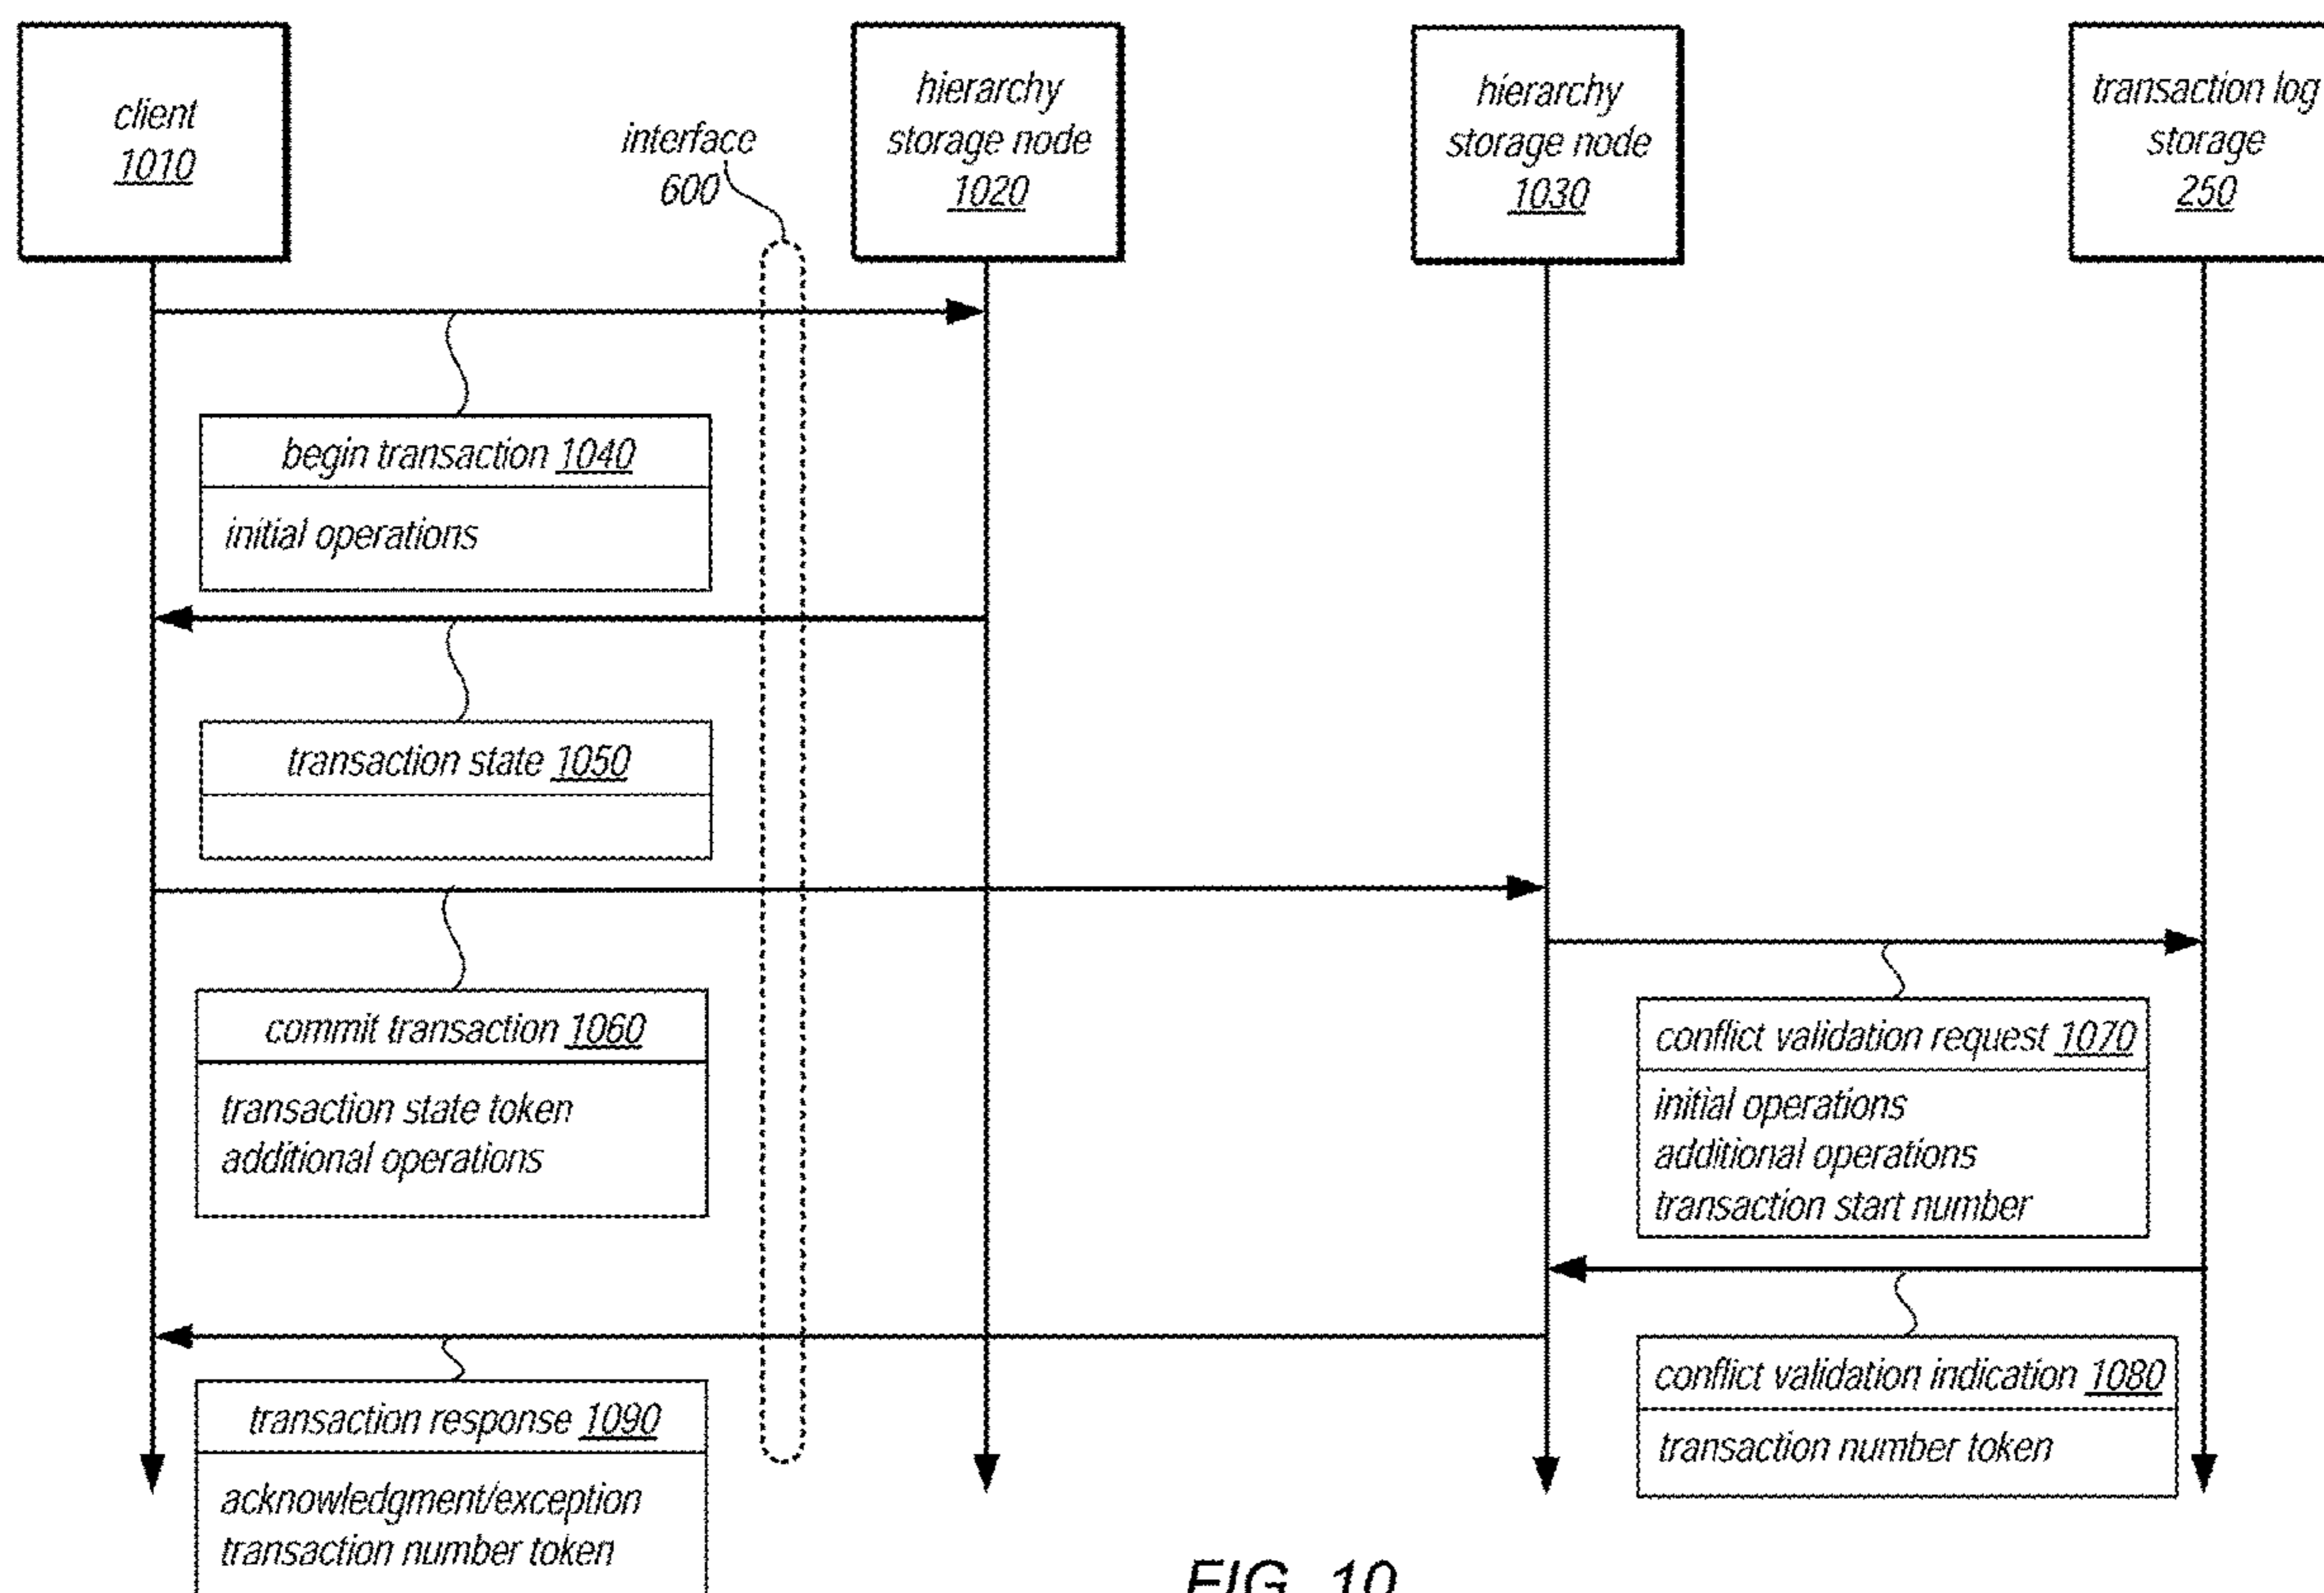 client
1010
interface
600
hierarchy
storage node
1020
hierarchy
storage node
1030
transaction log
storage
250
begin transaction 1040
initial operations
transaction state 1050
commit transaction 1060
transaction state token
additional operations
conflict validation request 1070
initial operations
additional operations
transaction start number
conflict validation indication 1080
transaction number token
transaction response 1090
acknowledgment/exception
transaction number token
FIG. 10